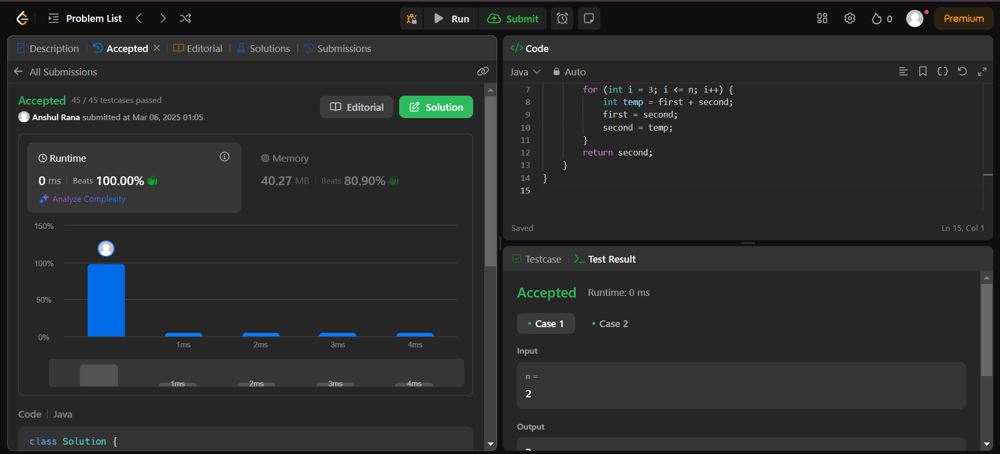 Problem List
Run
Submit
0
Premium
Description
Accepted
Editorial
Solutions
Submissions
All Submissions
Accepted 45 / 45 testcases passed
Anshul Rana submitted at Mar 06, 2025 01:05
Editorial
Solution
Runtime
0 ms | Beats 100.00%
Analyze Complexity
Memory
40.27 MB | Beats 80.90%
150%
100%
50%
0%
1ms
2ms
3ms
4ms
1ms
2ms
3ms
4ms
Code | Java
class Solution {
</> Code
Java
Auto
7 for (int i = 3; i <= n; i++) {
8 int temp = first + second;
9 first = second;
10 second = temp;
11 }
12 return second;
13 }
14 }
15
Saved
Ln 15, Col 1
Testcase
Test Result
Accepted Runtime: 0 ms
Case 1
Case 2
Input
n =
2
Output